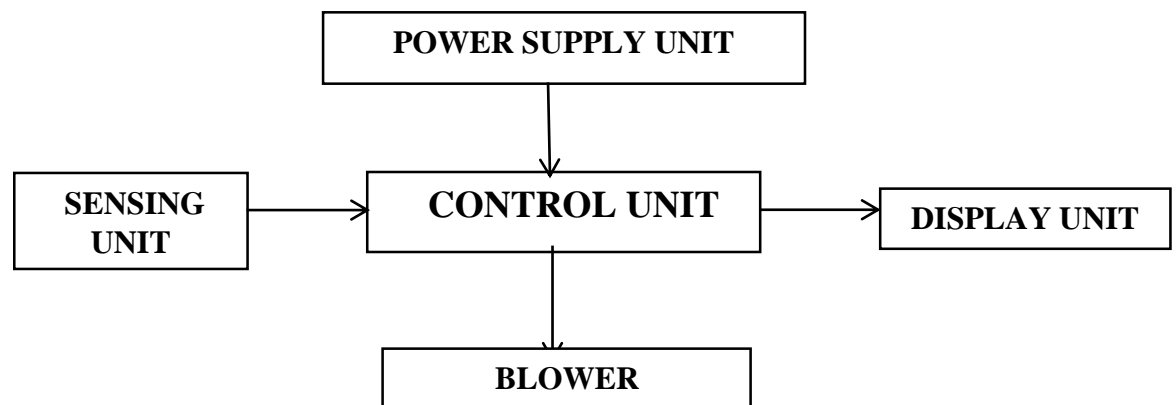 POWER SUPPLY UNIT
SENSING
UNIT
CONTROL UNIT
DISPLAY UNIT
BLOWER